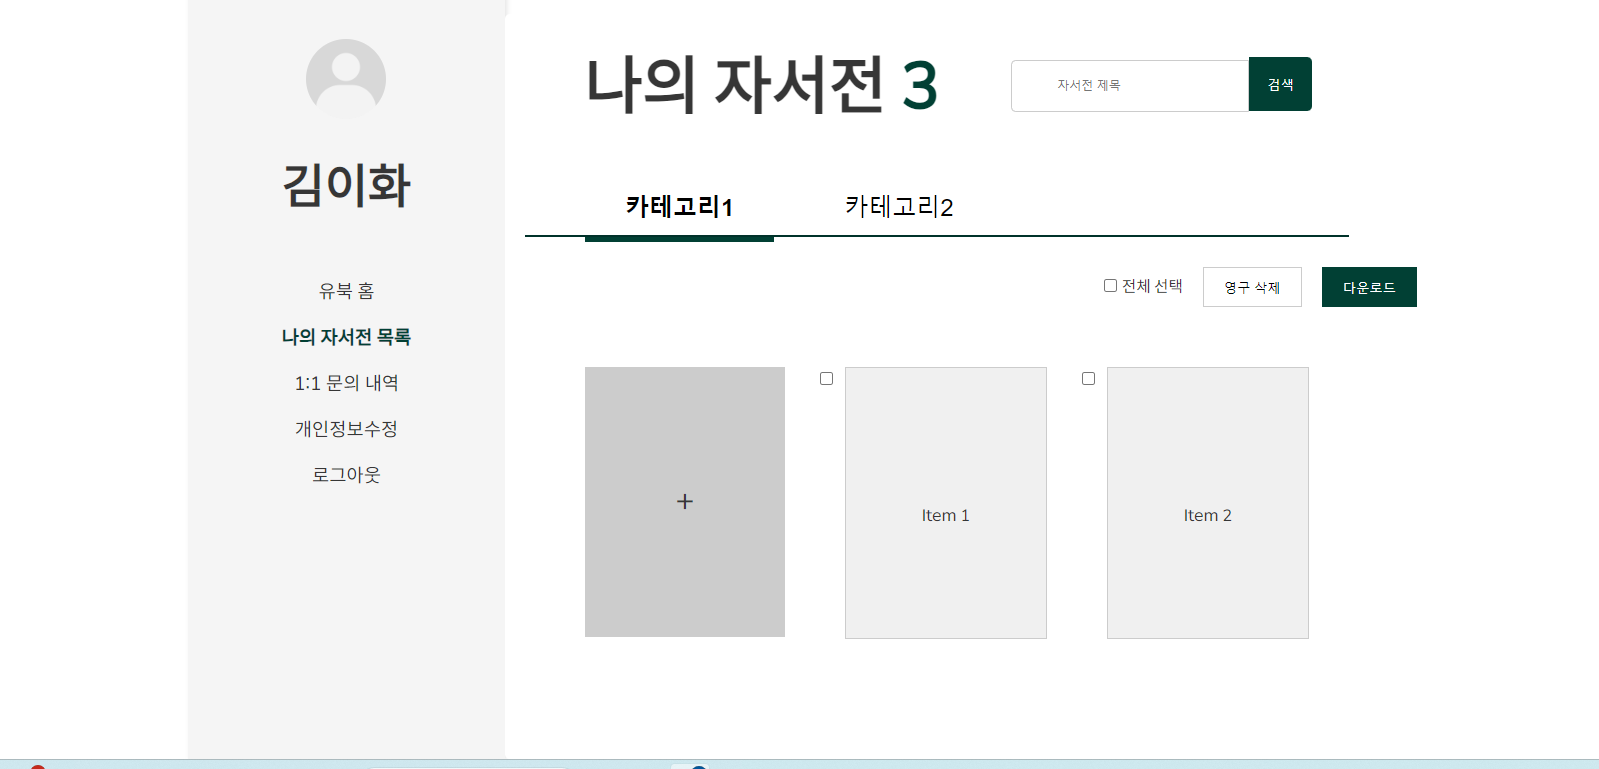 김이화
유북 홈
나의 자서전 목록
1:1 문의 내역
개인정보수정
로그아웃
나의 자서전 3
자서전 제목
검색
카테고리1
카테고리2
전체 선택
영구 삭제
다운로드
+
Item 1
Item 2